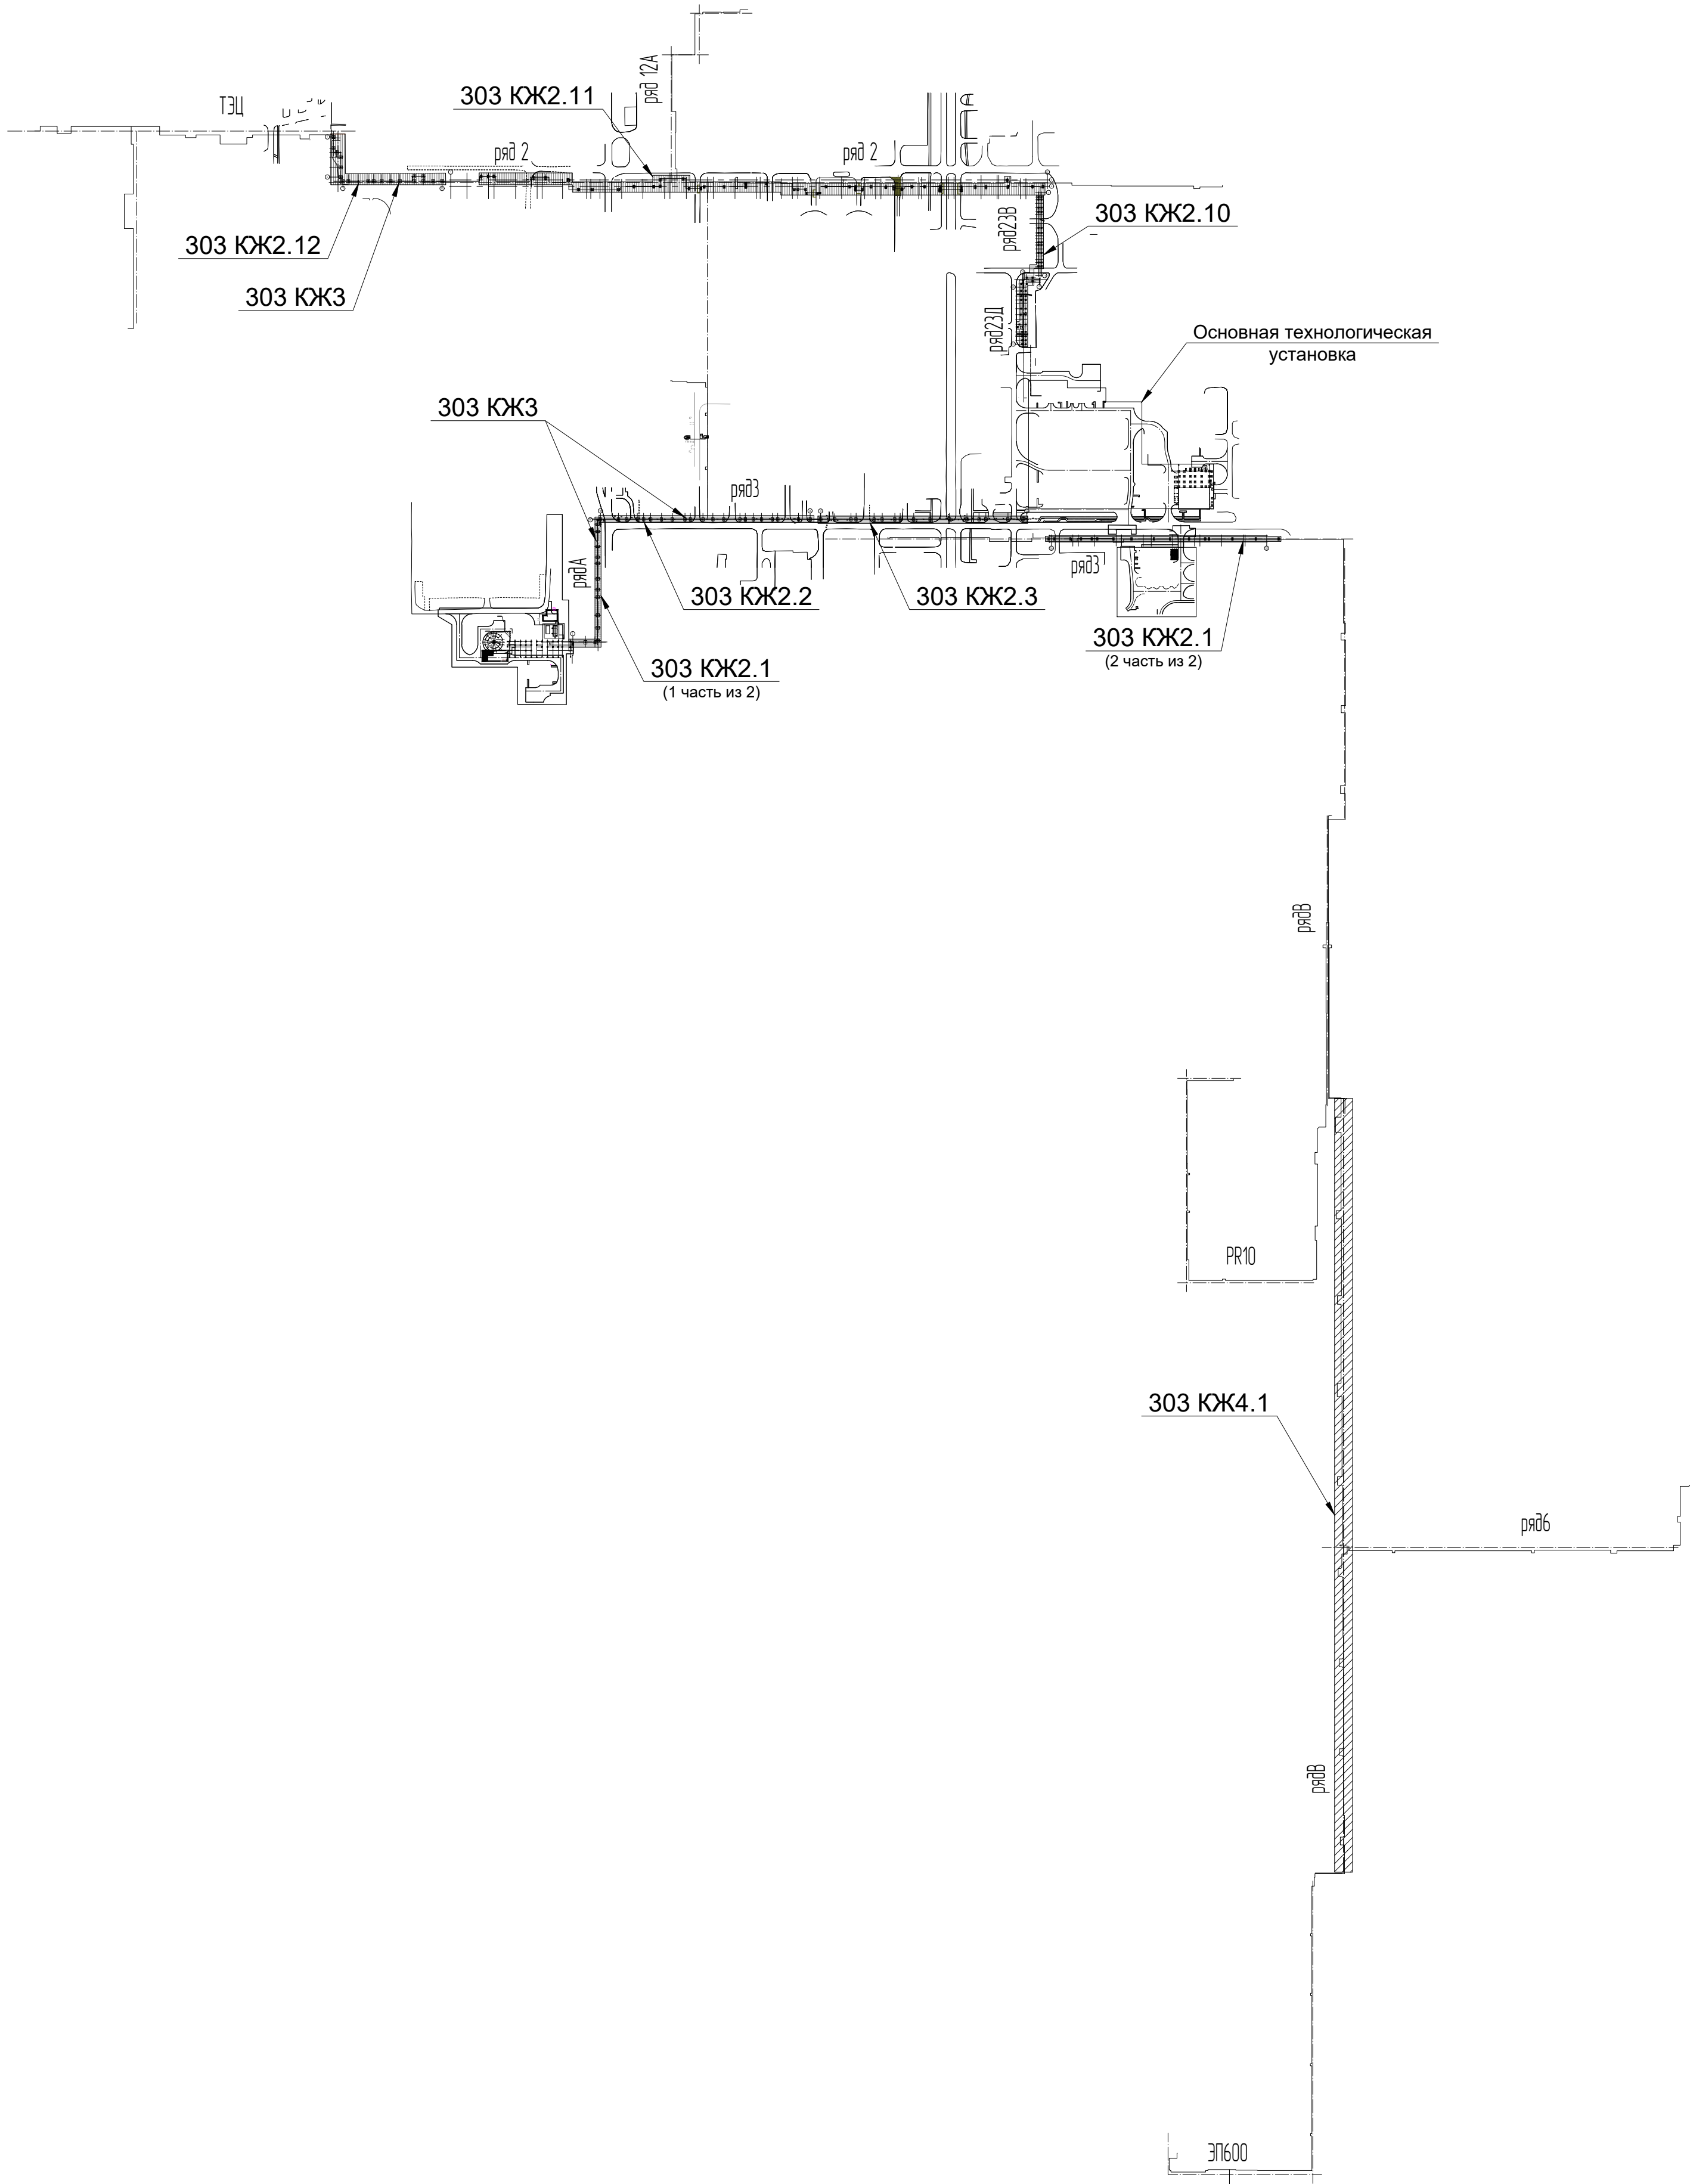 ряд 12А
303 КЖ2.11
ТЭЦ
ряд 2
ряд 2
303 КЖ2.10
ряд23В
303 КЖ2.12
303 КЖ3
ряд23Д
Основная технологическая
установка
303 КЖ3
ряд3
рядА
ряд3
303 КЖ2.2
303 КЖ2.3
303 КЖ2.1
(2 часть из 2)
303 КЖ2.1
(1 часть из 2)
рядВ
PR10
303 КЖ4.1
ряд6
рядВ
ЭП600